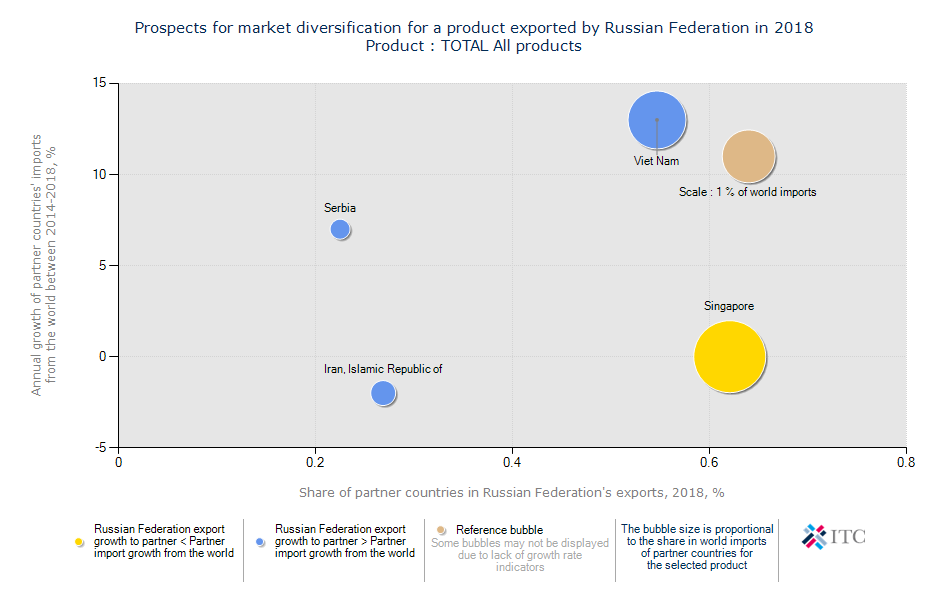 Prospects for market diversification for a product exported by Russian Federation in 2018
Product : TOTAL All products
Annual growth of partner countries' imports
from the world between 2014-2018, %
15
10
5
0
-5
Viet Nam
Scale : 1 % of world imports
Serbia
Singapore
Iran, Islamic Republic of
0
0.2
0.4
0.6
0.8
Share of partner countries in Russian Federation's exports, 2018, %
Russian Federation export
growth to partner < Partner
import growth from the world
Russian Federation export
growth to partner > Partner
import growth from the world
Reference bubble
Some bubbles may not be displayed
due to lack of growth rate
indicators
The bubble size is proportional
to the share in world imports
of partner countries for
the selected product
ITC